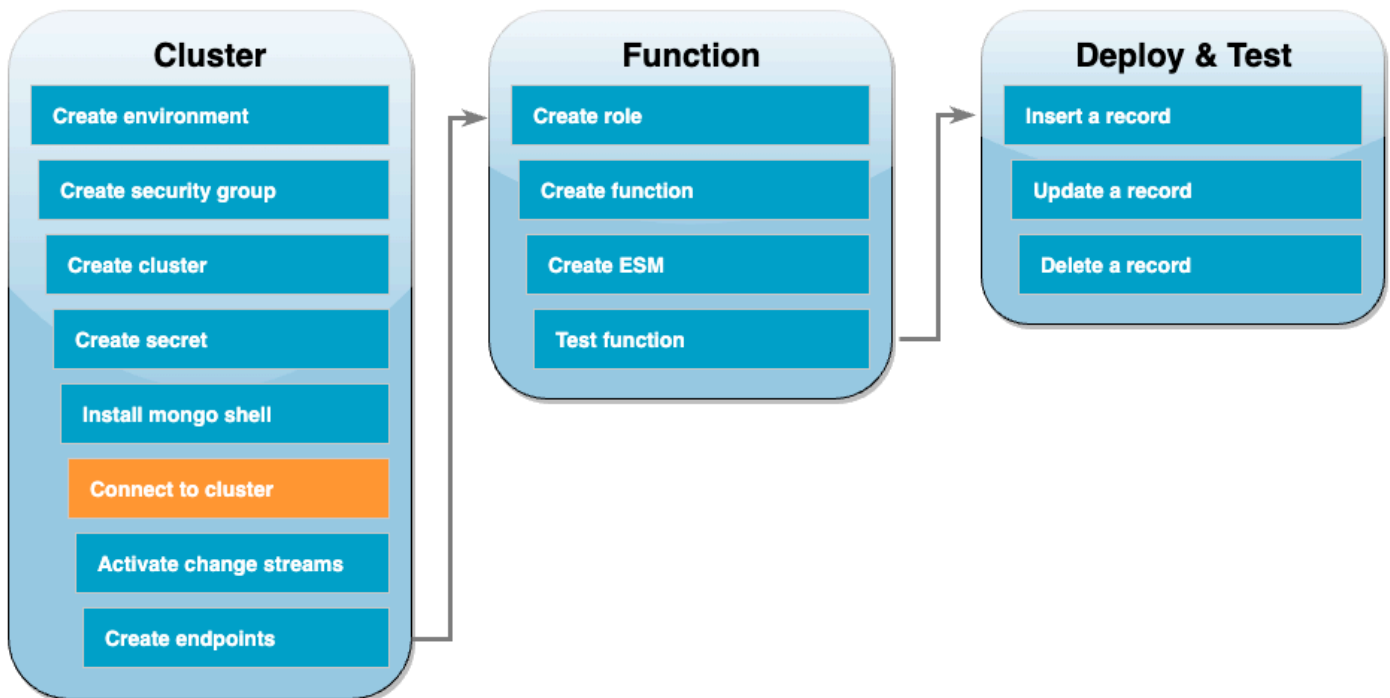 Cluster
Create environment
Create security group
Create cluster
Create secret
Install mongo shell
Connect to cluster
Activate change streams
Create endpoints
Function
Create role
Create function
Create ESM
Test function
Deploy & Test
Insert a record
Update a record
Delete a record